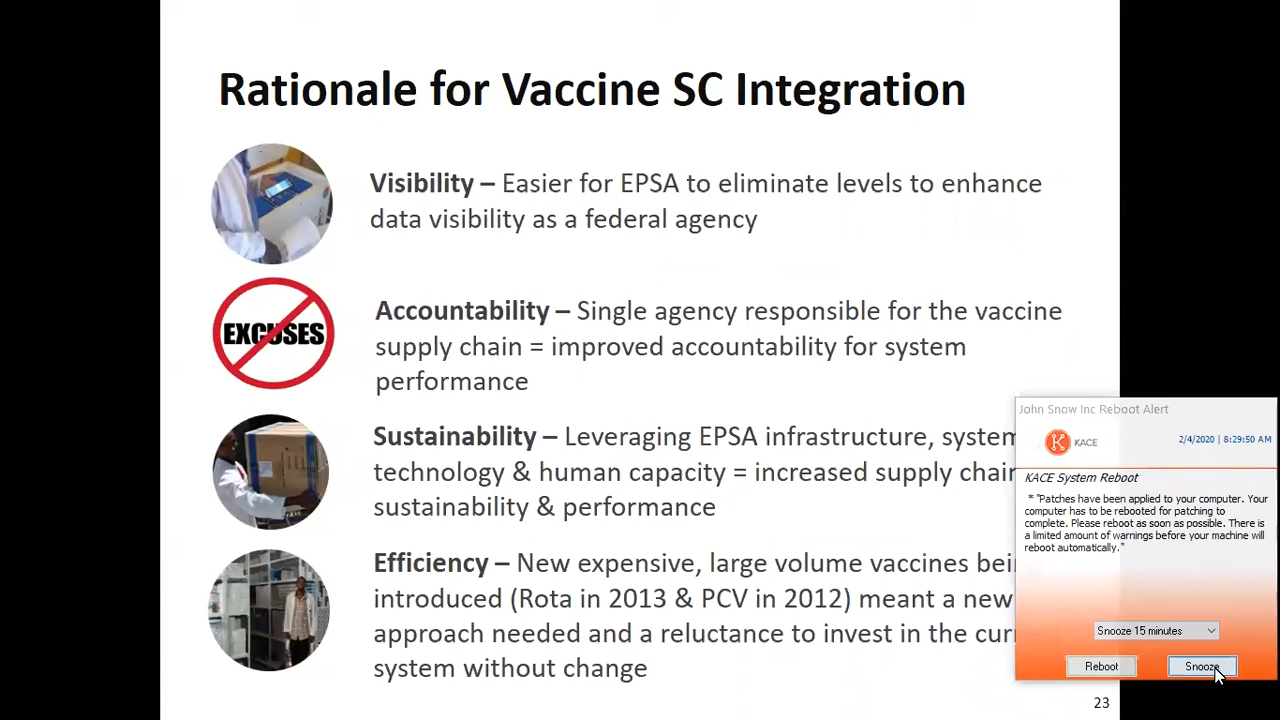 Rationale for Vaccine SC Integration
Visibility – Easier for EPSA to eliminate levels to enhance
data visibility as a federal agency
EXCUSES
Accountability – Single agency responsible for the vaccine
supply chain = improved accountability for system
performance
Sustainability – Leveraging EPSA infrastructure, system
technology & human capacity = increased supply chain
sustainability & performance
Efficiency – New expensive, large volume vaccines bei
introduced (Rota in 2013 & PCV in 2012) meant a new
approach needed and a reluctance to invest in the cur
system without change
23
John Snow Inc Reboot Alert
KACE
2/4/2020 | 8:29:50 AM
KACE System Reboot
* "Patches have been applied to your computer. Your
computer has to be rebooted for patching to
complete. Please reboot as soon as possible. There is
a limited amount of warnings before your machine will
reboot automatically."
Snooze 15 minutes
Reboot
Snooze